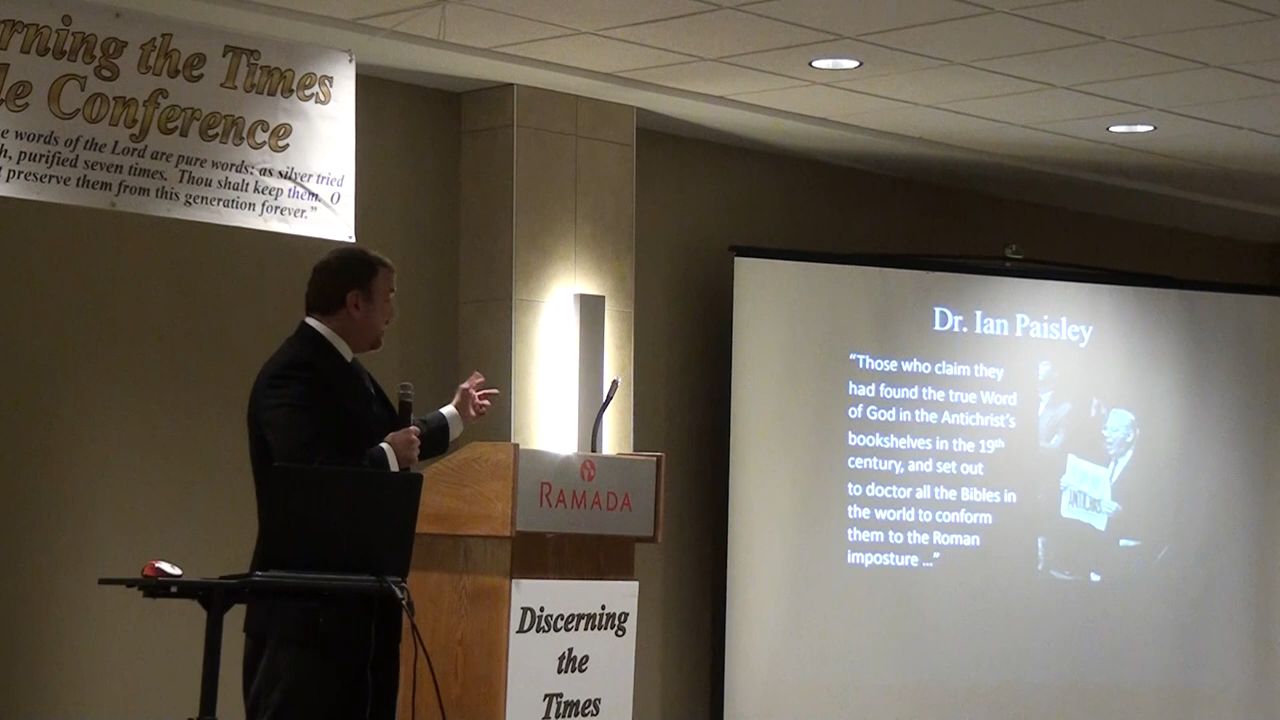 rning the Times
le Conference
e words of the Lord are pure words: as silver tried
h, purified seven times. Thou shalt keep them, O
preserve them from this generation forever."
Dr. Ian Paisley
"Those who claim they
had found the true Word
of God in the Antichrist's
bookshelves in the 19th
century, and set out
to doctor all the Bibles in
the world to conform
them to the Roman
imposture ..."
ANTICHRIST
RAMADA
Discerning
the
Times